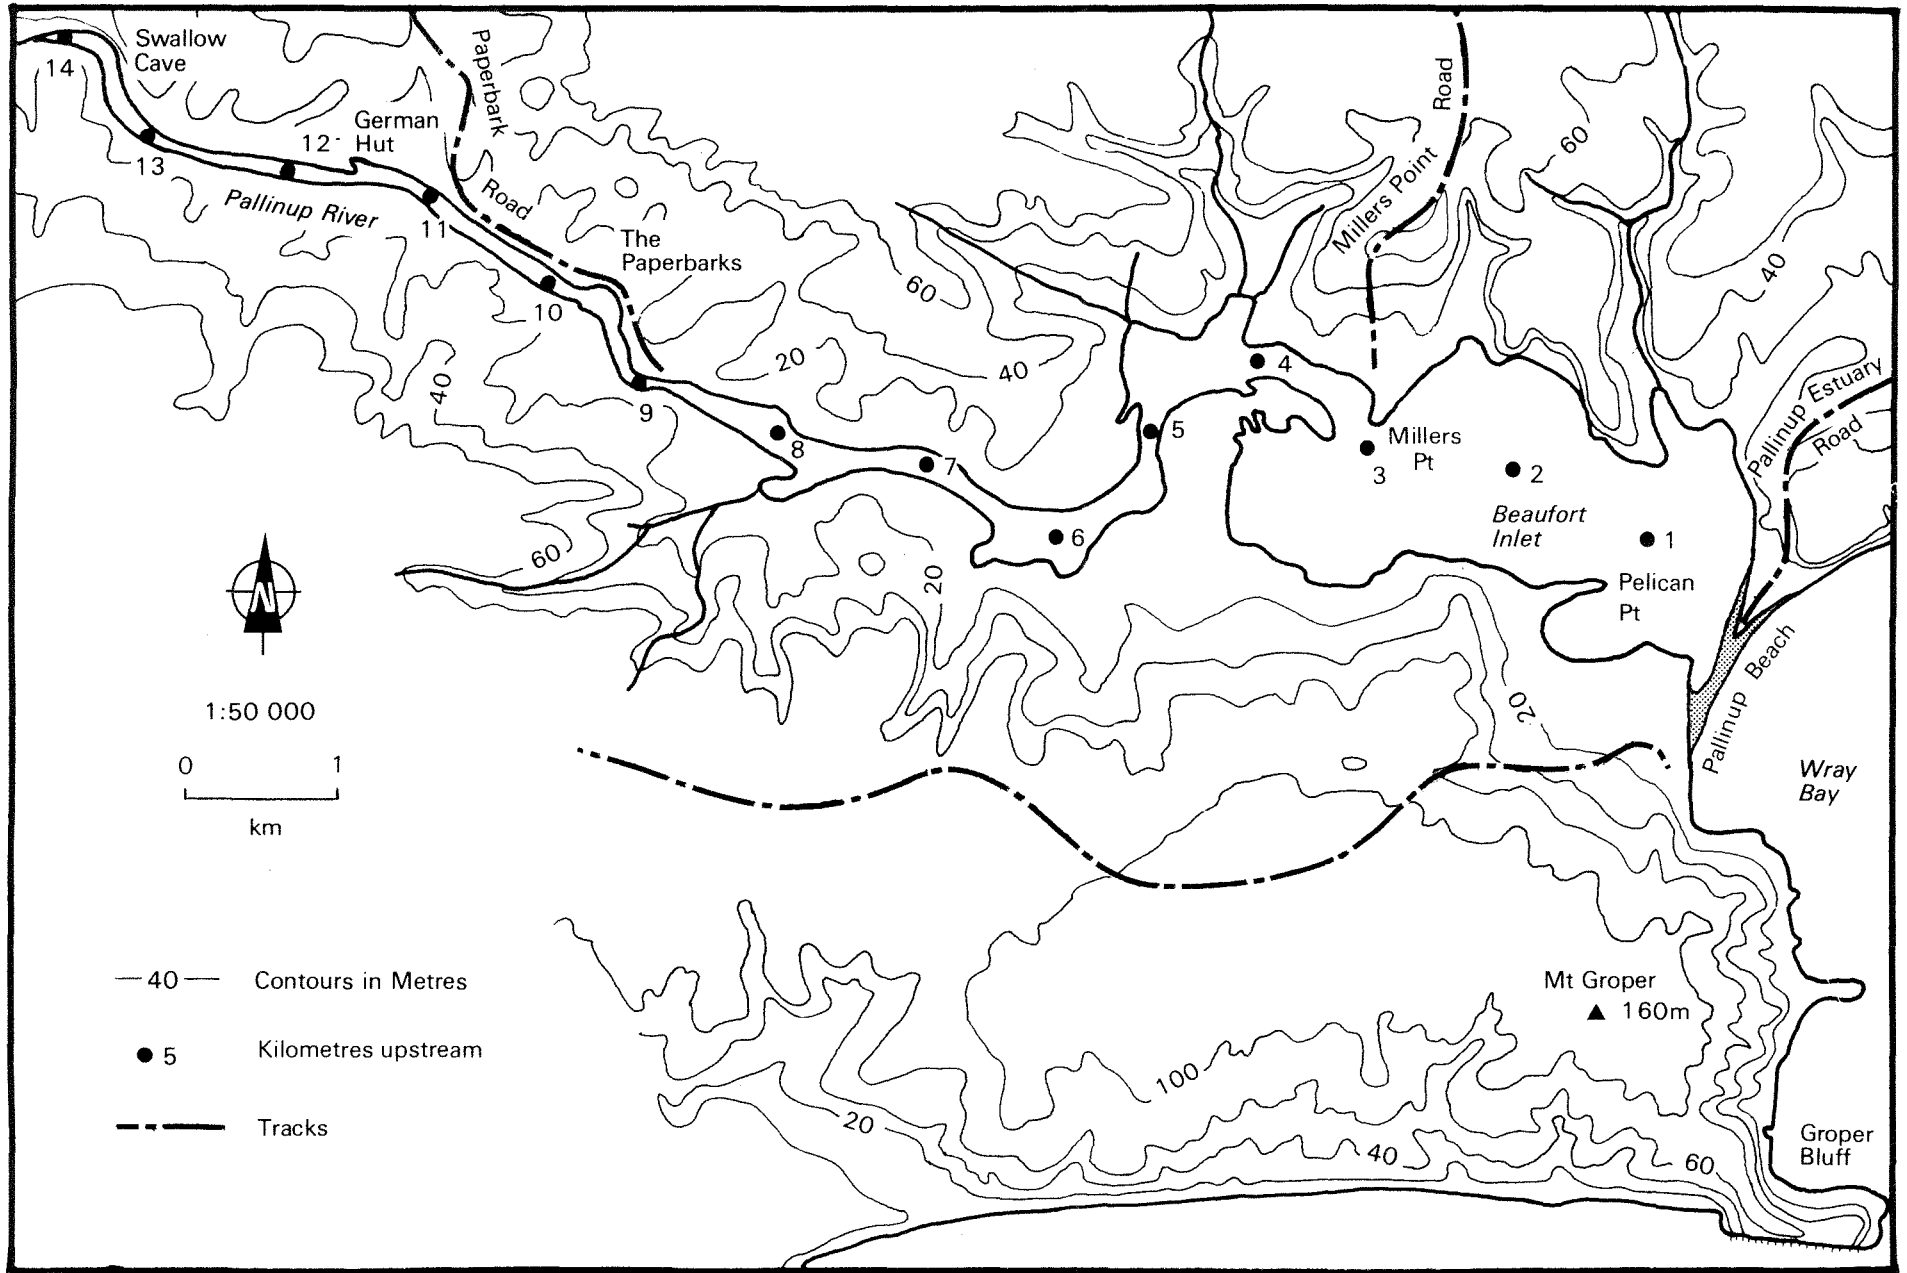 Swallow
Cave
14
Paperbark
Road
German
Hut
12
13
Pallinup River
11
The
Paperbarks
10
9
8
7
6
5
4
3
2
1
Road
Millers Point
60
40
60
40
20
40
60
20
20
Millers
Pt
Beaufort
Inlet
Pelican
Pt
Pallinup Estuary
Road
Pallinup Beach
Wray
Bay
N
1:50 000
0 1
km
40 Contours in Metres
5 Kilometres upstream
Tracks
Mt Groper
160m
100
20
40
60
Groper
Bluff